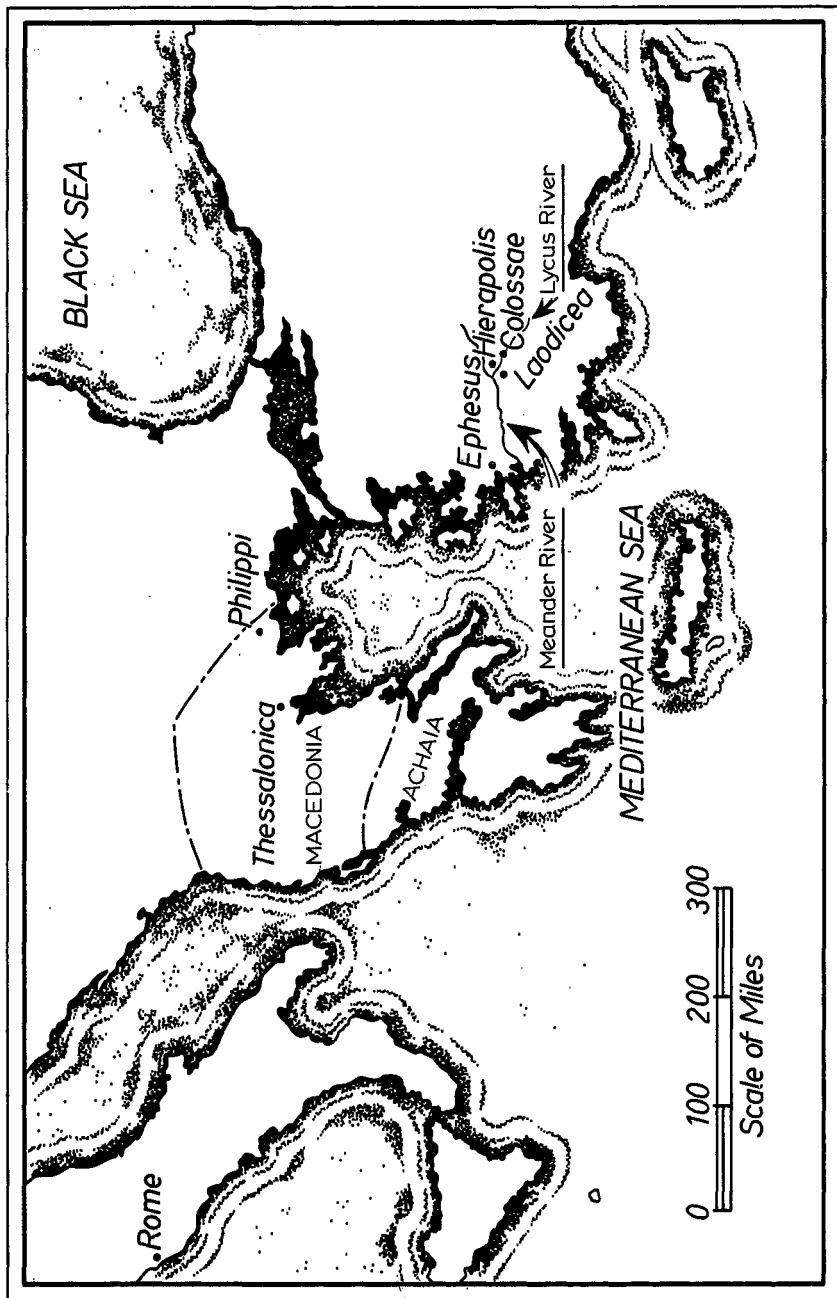 BLACK SEA
Rome
Philippi
Thessalonica
MACEDONIA
ACHAIA
Ephesus
Hierapolis
Colossae
Lycus River
Laodicea
Meander River
MEDITERRANEAN SEA
0 100 200 300
Scale of Miles